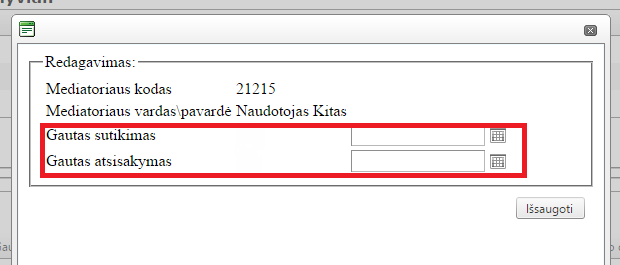 Redagavimas:
Mediatoriaus kodas 21215
Mediatoriaus vardas\pavardė Naudotojas Kitas
Gautas sutikimas
Gautas atsisakymas
Išsaugoti